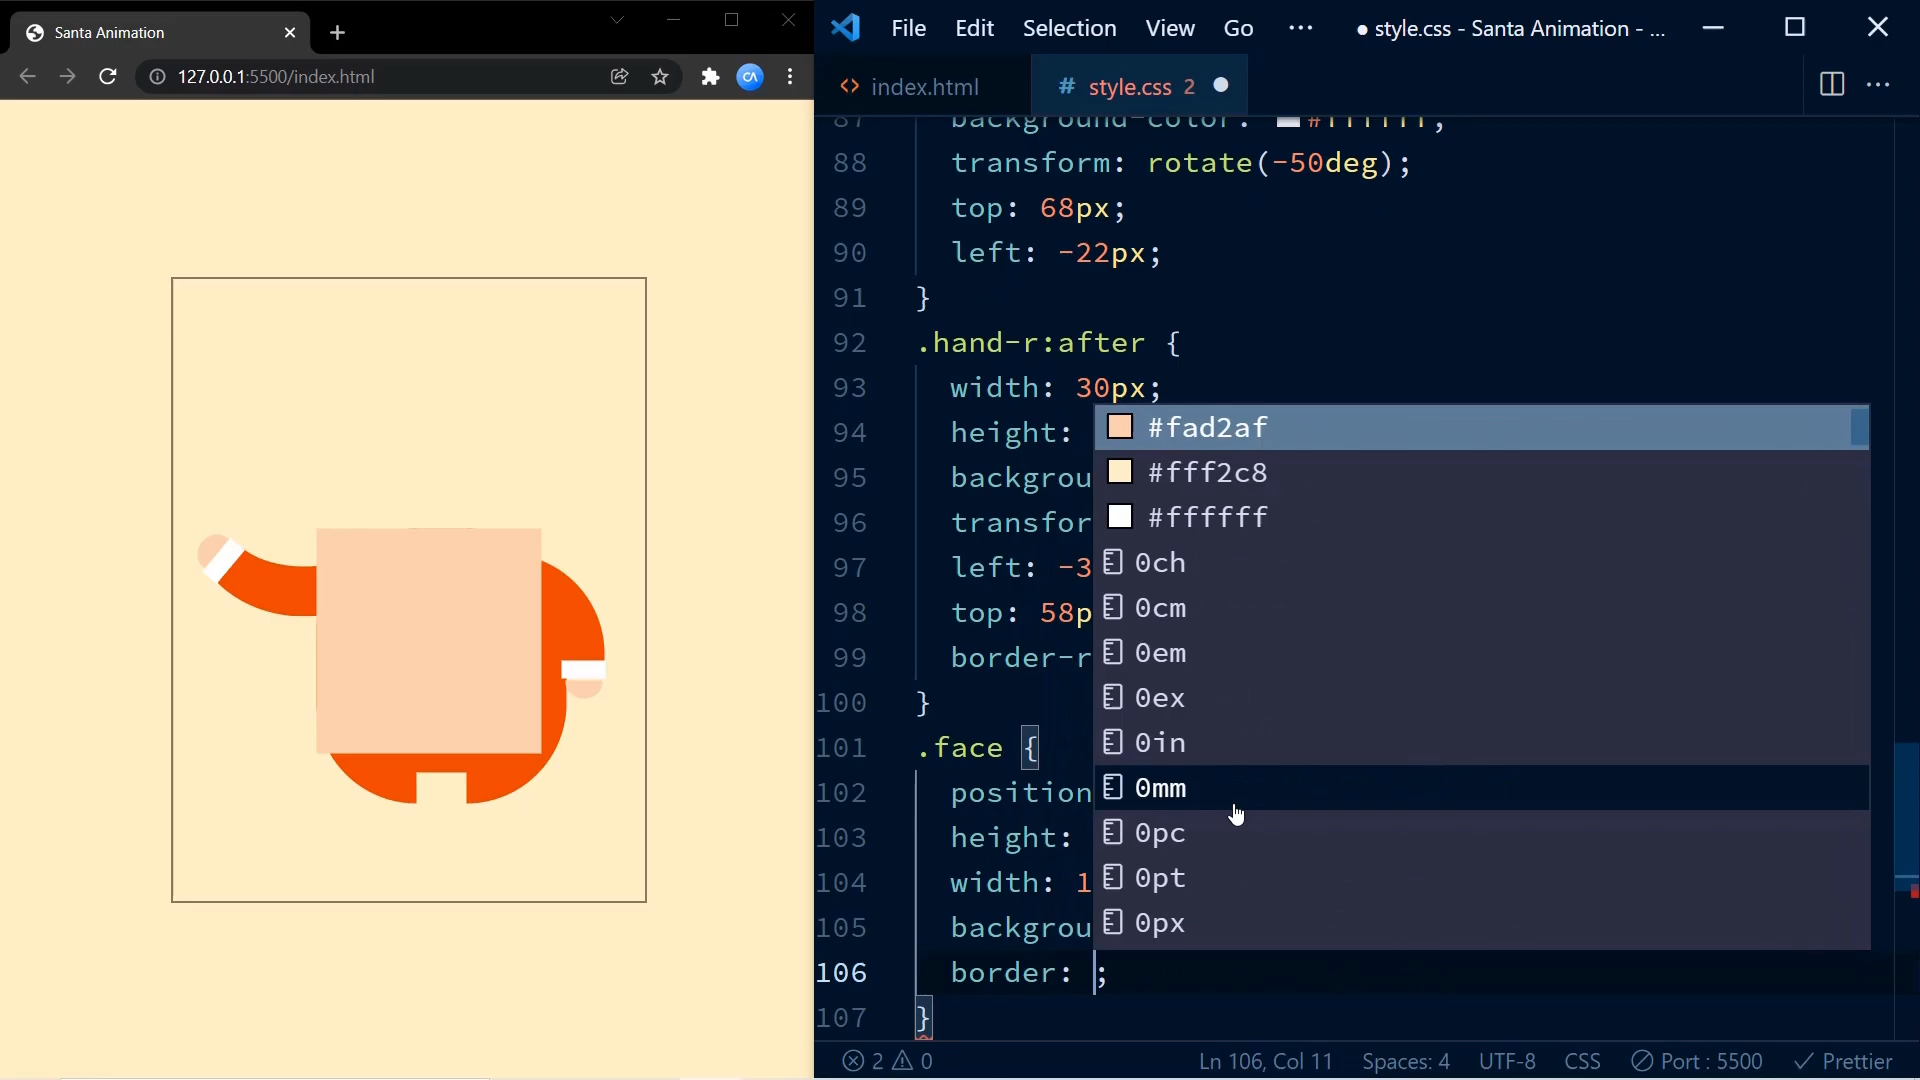 Santa Animation
127.0.0.1:5500/index.html
CA
File Edit Selection View Go ··· ● style.css - Santa Animation - ...
index.html
# style.css 2
87 background-color: #ffffff;
88 transform: rotate(-50deg);
89 top: 68px;
90 left: -22px;
91 }
92 .hand-r:after {
93 width: 30px;
94 height:
95 backgrou
96 transfor
97 left: -3
98 top: 58p
99 border-r
100 }
101 .face {
102 position
103 height:
104 width: 1
105 backgrou
106 border: ;
107 }
#fad2af
#fff2c8
#ffffff
0ch
0cm
0em
0ex
0in
0mm
0pc
0pt
0px
2 0 Ln 106, Col 11 Spaces: 4 UTF-8 CSS Port : 5500 Prettier